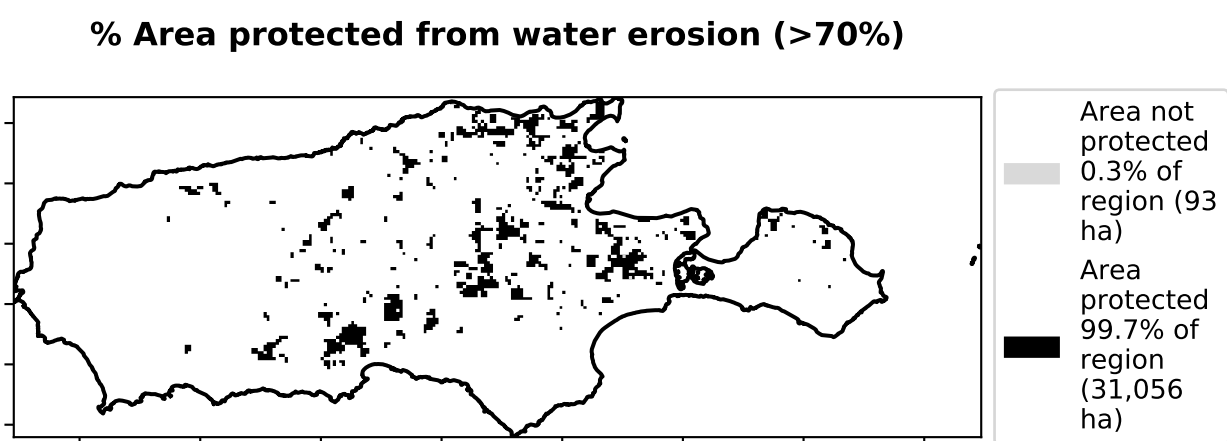 % Area protected from water erosion (>70%)
Area not
protected
0.3% of
region (93
ha)
Area
protected
99.7% of
region
(31,056
ha)